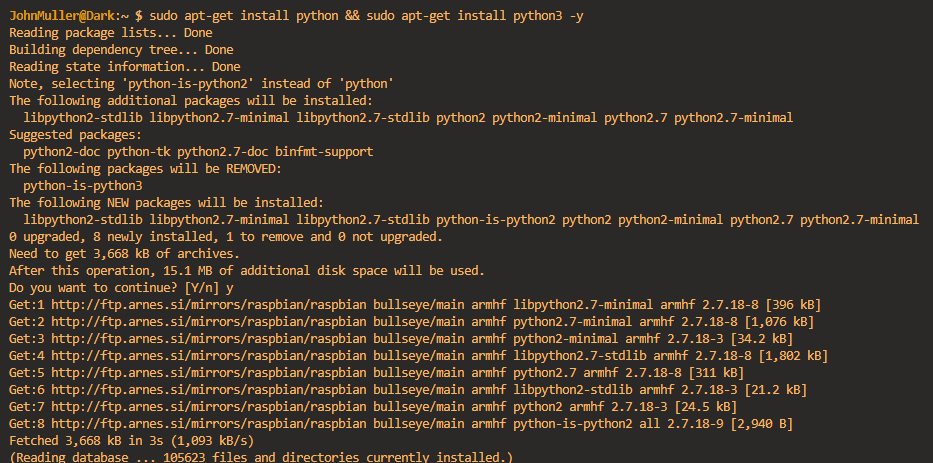 JohnMuller@Dark:~ $ sudo apt-get install python && sudo apt-get install python3 -y
Reading package lists... Done
Building dependency tree... Done
Reading state information... Done
Note, selecting 'python-is-python2' instead of 'python'
The following additional packages will be installed:
  libpython2-stdlib libpython2.7-minimal libpython2.7-stdlib python2 python2-minimal python2.7 python2.7-minimal
Suggested packages:
  python2-doc python-tk python2.7-doc binfmt-support
The following packages will be REMOVED:
  python-is-python3
The following NEW packages will be installed:
  libpython2-stdlib libpython2.7-minimal libpython2.7-stdlib python-is-python2 python2 python2-minimal python2.7 python2.7-minimal
0 upgraded, 8 newly installed, 1 to remove and 0 not upgraded.
Need to get 3,668 kB of archives.
After this operation, 15.1 MB of additional disk space will be used.
Do you want to continue? [Y/n] y
Get:1 http://ftp.arnes.si/mirrors/raspbian/raspbian bullseye/main armhf libpython2.7-minimal armhf 2.7.18-8 [396 kB]
Get:2 http://ftp.arnes.si/mirrors/raspbian/raspbian bullseye/main armhf python2.7-minimal armhf 2.7.18-8 [1,076 kB]
Get:3 http://ftp.arnes.si/mirrors/raspbian/raspbian bullseye/main armhf python2-minimal armhf 2.7.18-3 [34.2 kB]
Get:4 http://ftp.arnes.si/mirrors/raspbian/raspbian bullseye/main armhf libpython2.7-stdlib armhf 2.7.18-8 [1,802 kB]
Get:5 http://ftp.arnes.si/mirrors/raspbian/raspbian bullseye/main armhf python2.7 armhf 2.7.18-8 [311 kB]
Get:6 http://ftp.arnes.si/mirrors/raspbian/raspbian bullseye/main armhf libpython2-stdlib armhf 2.7.18-3 [21.2 kB]
Get:7 http://ftp.arnes.si/mirrors/raspbian/raspbian bullseye/main armhf python2 armhf 2.7.18-3 [24.5 kB]
Get:8 http://ftp.arnes.si/mirrors/raspbian/raspbian bullseye/main armhf python-is-python2 all 2.7.18-9 [2,940 B]
Fetched 3,668 kB in 3s (1,093 kB/s)
(Reading database ... 105623 files and directories currently installed.)